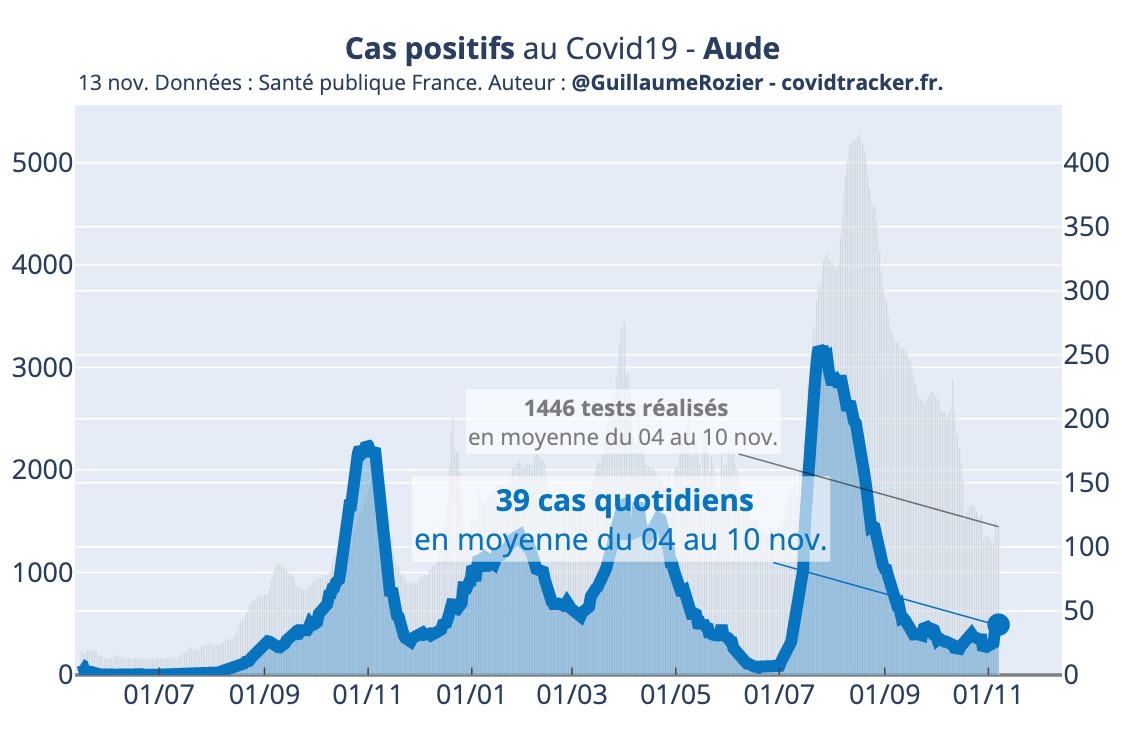 Cas positifs au Covid19 - Aude
13 nov. Données : Santé publique France. Auteur : @GuillaumeRozier - covidtracker.fr.
5000
4000
3000
2000
1000
0
400
350
300
250
200
150
100
50
0
1446 tests réalisés
en moyenne du 04 au 10 nov.
39 cas quotidiens
en moyenne du 04 au 10 nov.
01/07 01/09 01/11 01/01 01/03 01/05 01/07 01/09 01/11